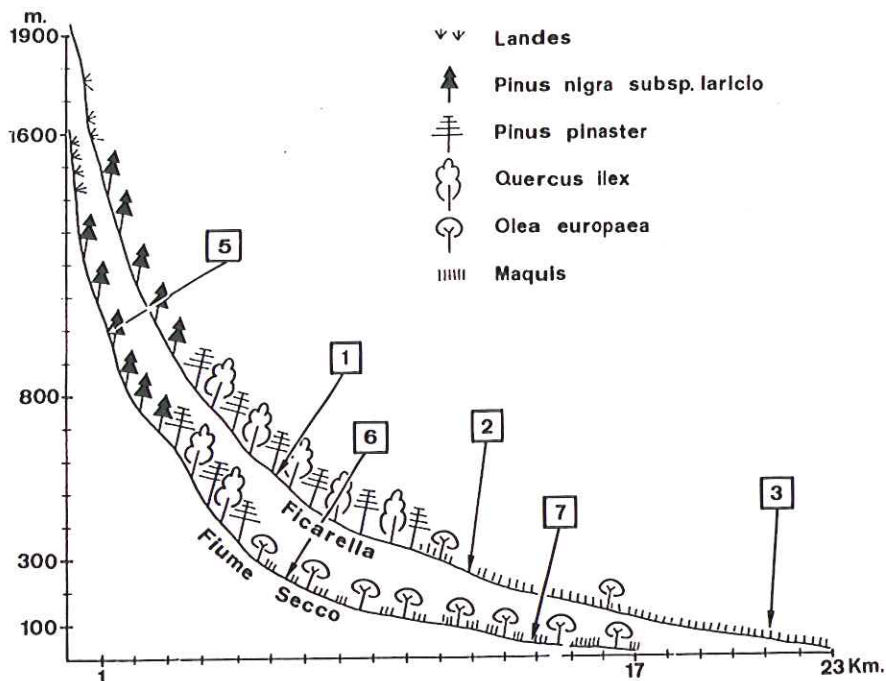 m.
1900
1600
800
300
100
Landes
Pinus nigra subsp. laricio
Pinus pinaster
Quercus ilex
Olea europaea
Maquis
5
1
6
2
7
3
Ficarella
Fiume Secco
1
17
23 Km.